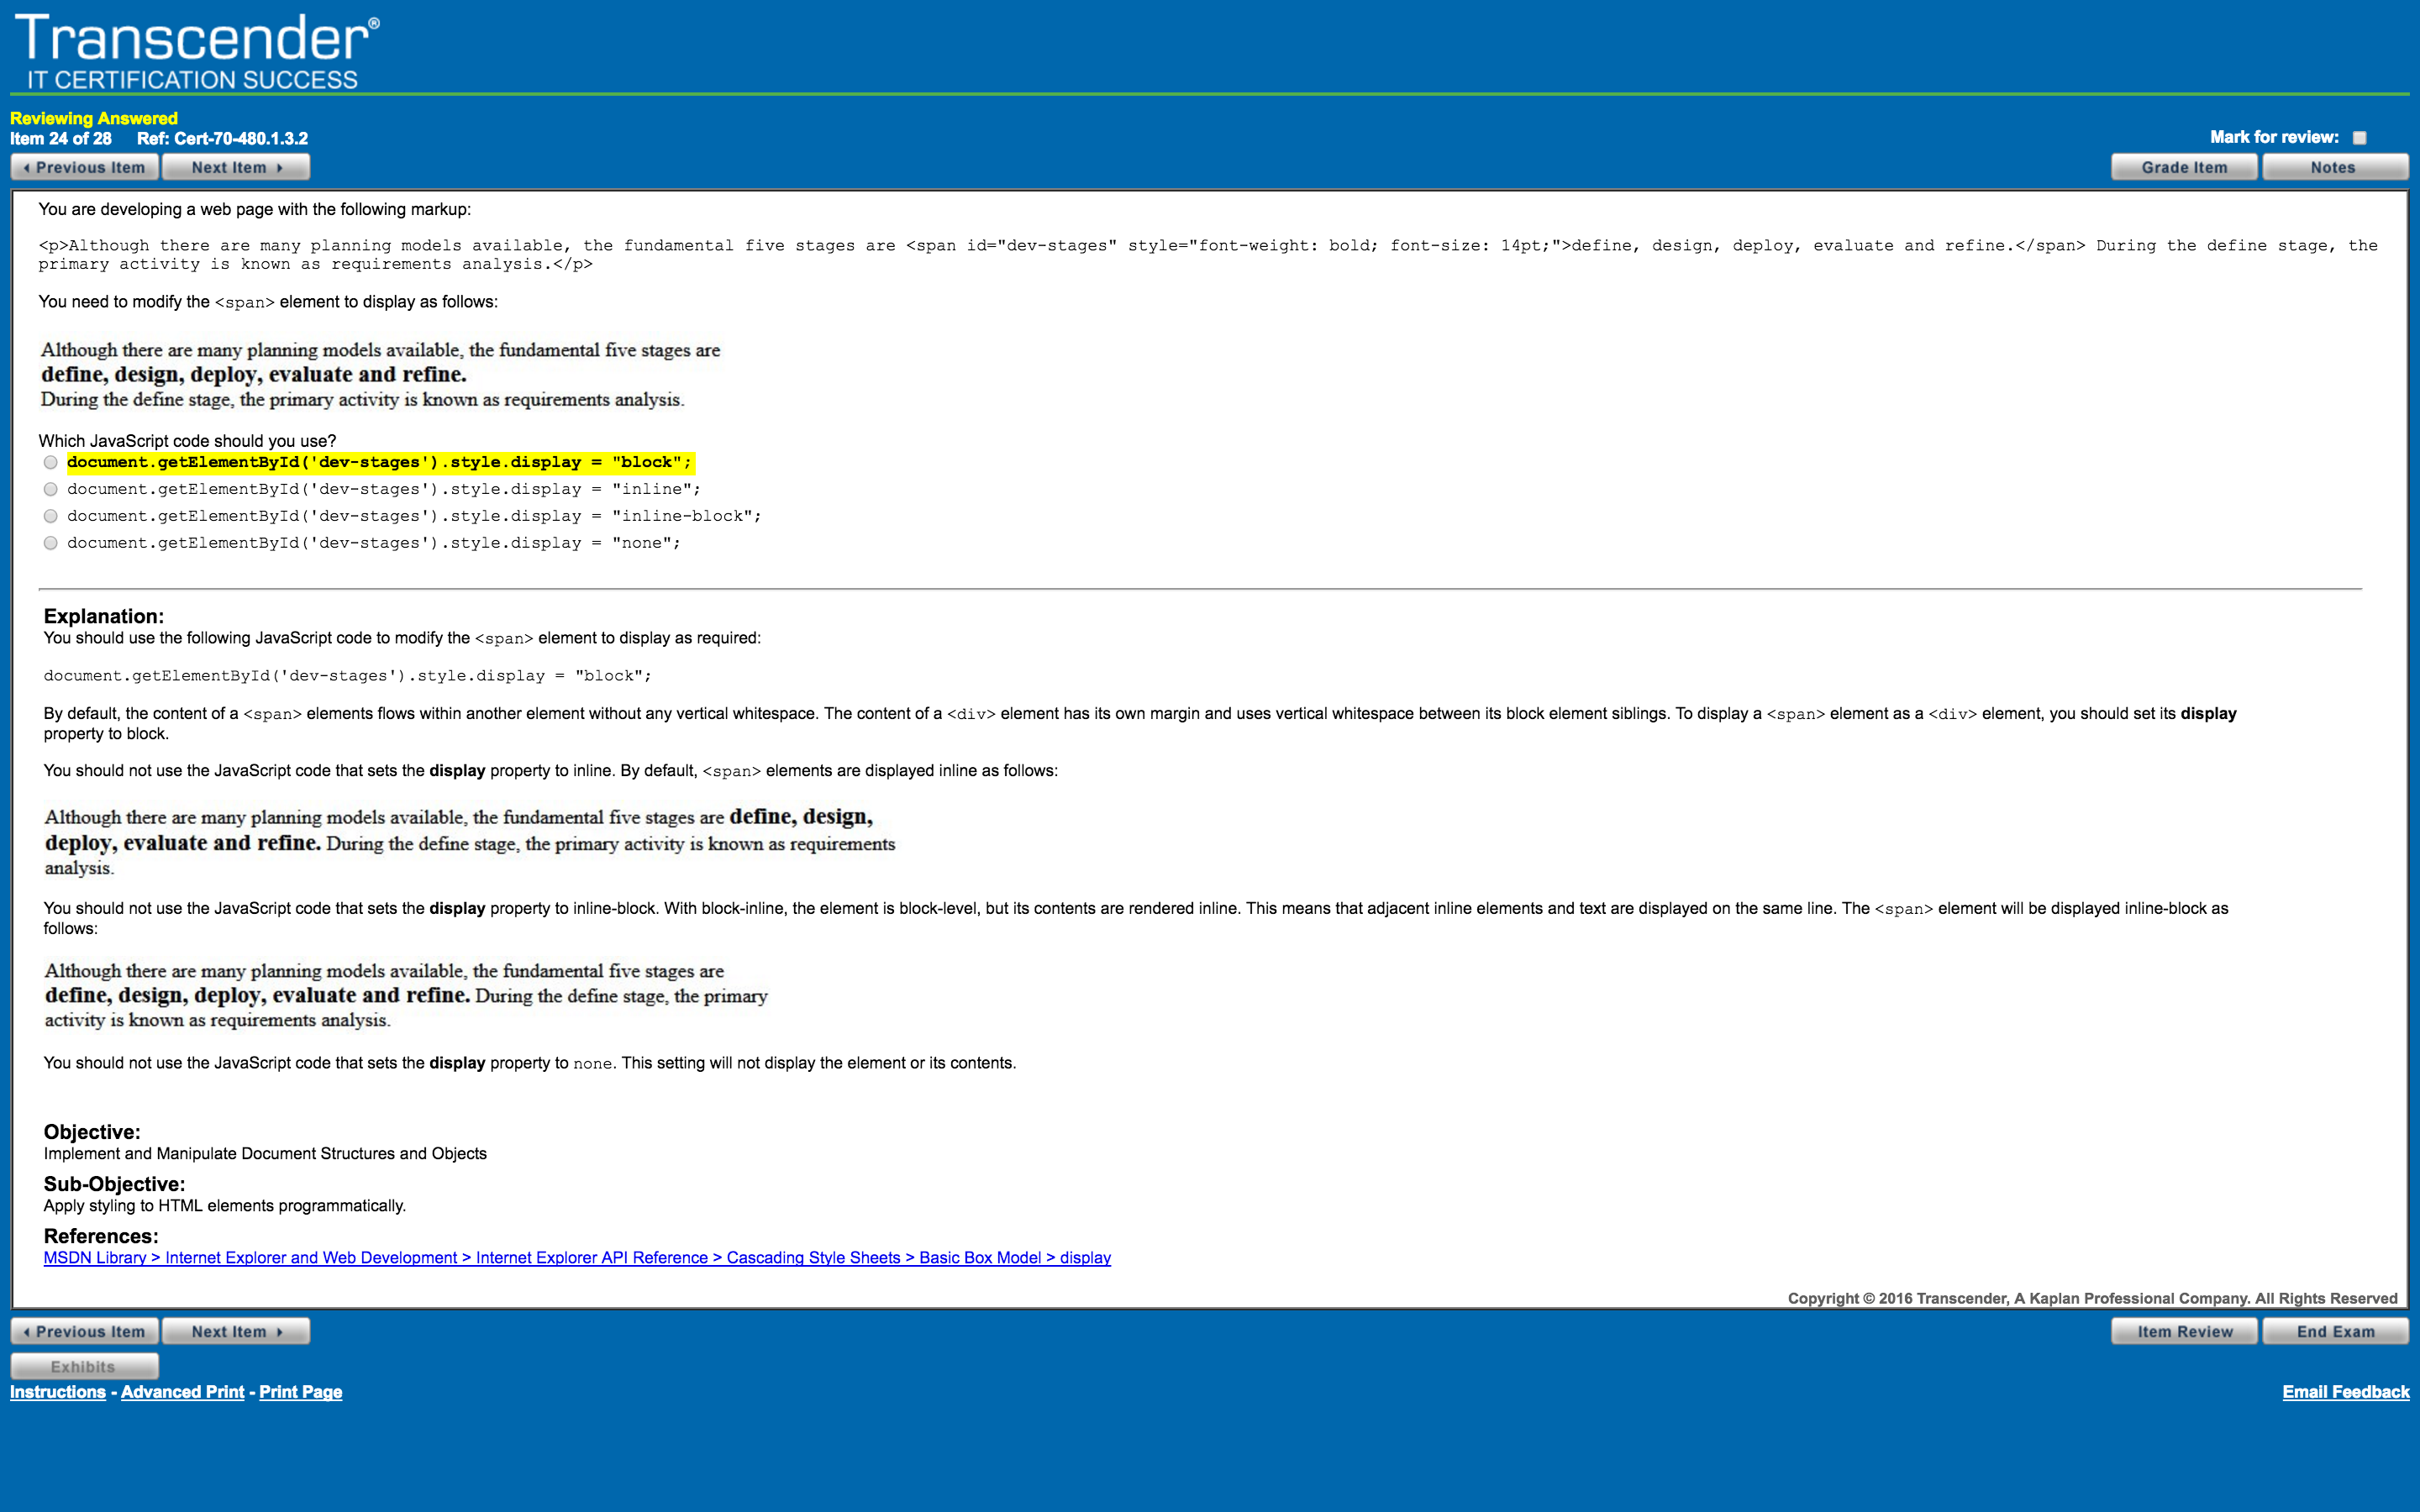 Transcender®
IT CERTIFICATION SUCCESS
Reviewing Answered
Item 24 of 28 Ref: Cert-70-480.1.3.2
Mark for review:
Previous Item Next Item Grade Item Notes
You are developing a web page with the following markup:
<p>Although there are many planning models available, the fundamental five stages are <span id="dev-stages" style="font-weight: bold; font-size: 14pt;">define, design, deploy, evaluate and refine.</span> During the define stage, the
primary activity is known as requirements analysis.</p>
You need to modify the <span> element to display as follows:
Although there are many planning models available, the fundamental five stages are
define, design, deploy, evaluate and refine.
During the define stage, the primary activity is known as requirements analysis.
Which JavaScript code should you use?
document.getElementById('dev-stages').style.display = "block";
document.getElementById('dev-stages').style.display = "inline";
document.getElementById('dev-stages').style.display = "inline-block";
document.getElementById('dev-stages').style.display = "none";
Explanation:
You should use the following JavaScript code to modify the <span> element to display as required:
document.getElementById('dev-stages').style.display = "block";
By default, the content of a <span> elements flows within another element without any vertical whitespace. The content of a <div> element has its own margin and uses vertical whitespace between its block element siblings. To display a <span> element as a <div> element, you should set its display
property to block.
You should not use the JavaScript code that sets the display property to inline. By default, <span> elements are displayed inline as follows:
Although there are many planning models available, the fundamental five stages are define, design,
deploy, evaluate and refine. During the define stage, the primary activity is known as requirements
analysis.
You should not use the JavaScript code that sets the display property to inline-block. With block-inline, the element is block-level, but its contents are rendered inline. This means that adjacent inline elements and text are displayed on the same line. The <span> element will be displayed inline-block as
follows:
Although there are many planning models available, the fundamental five stages are
define, design, deploy, evaluate and refine. During the define stage, the primary
activity is known as requirements analysis.
You should not use the JavaScript code that sets the display property to none. This setting will not display the element or its contents.
Objective:
Implement and Manipulate Document Structures and Objects
Sub-Objective:
Apply styling to HTML elements programmatically.
References:
MSDN Library > Internet Explorer and Web Development > Internet Explorer API Reference > Cascading Style Sheets > Basic Box Model > display
Copyright © 2016 Transcender, A Kaplan Professional Company. All Rights Reserved
Previous Item Next Item Item Review End Exam
Exhibits
Instructions - Advanced Print - Print Page Email Feedback